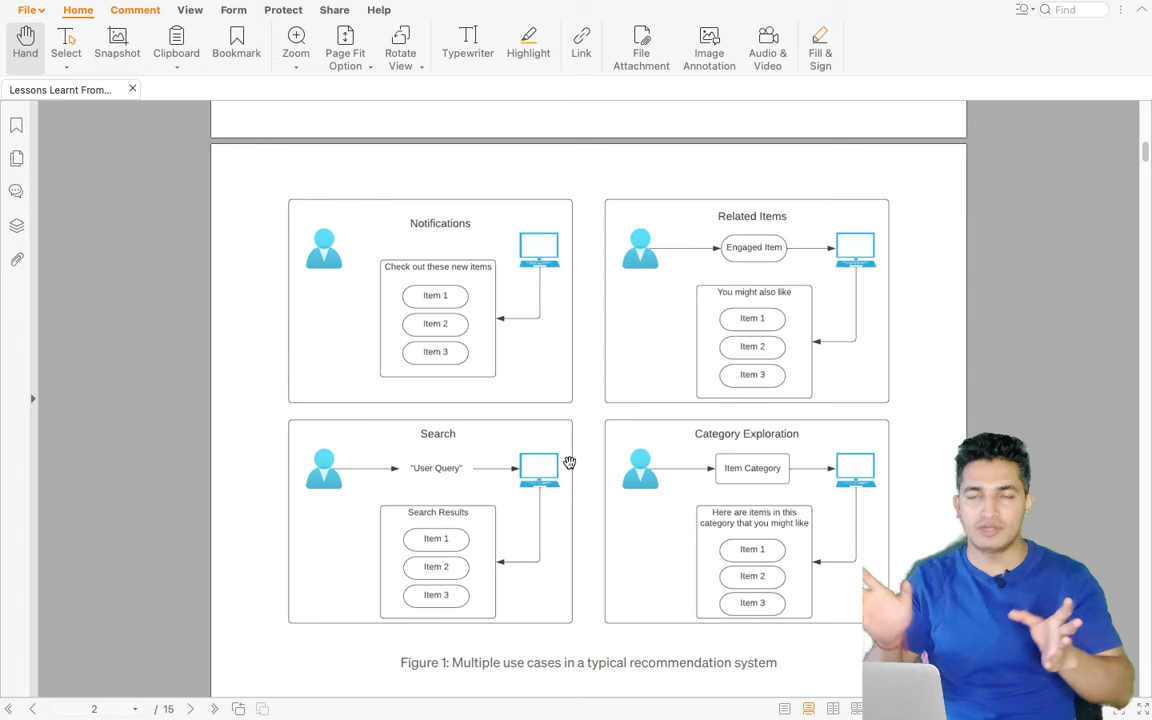 File Home Comment View Form Protect Share Help Find
Hand Select Snapshot Clipboard Bookmark Zoom Page Fit Option Rotate View Typewriter Highlight Link File Attachment Image Annotation Audio & Video Fill & Sign
Lessons Learnt From...
Notifications
Check out these new items
Item 1
Item 2
Item 3
Related Items
Engaged Item
You might also like
Item 1
Item 2
Item 3
Search
"User Query"
Search Results
Item 1
Item 2
Item 3
Category Exploration
Item Category
Here are items in this
category that you might like
Item 1
Item 2
Item 3
Figure 1: Multiple use cases in a typical recommendation system
2 / 15